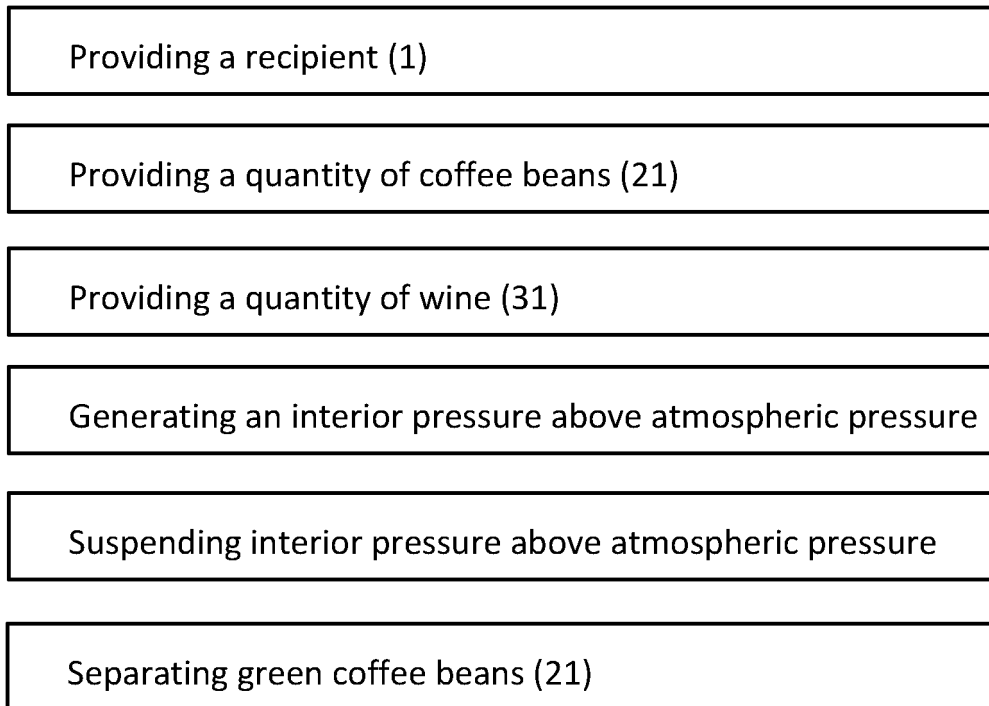 Providing a recipient (1)
Providing a quantity of coffee beans (21)
Providing a quantity of wine (31)
Generating an interior pressure above atmospheric pressure
Suspending interior pressure above atmospheric pressure
Separating green coffee beans (21)